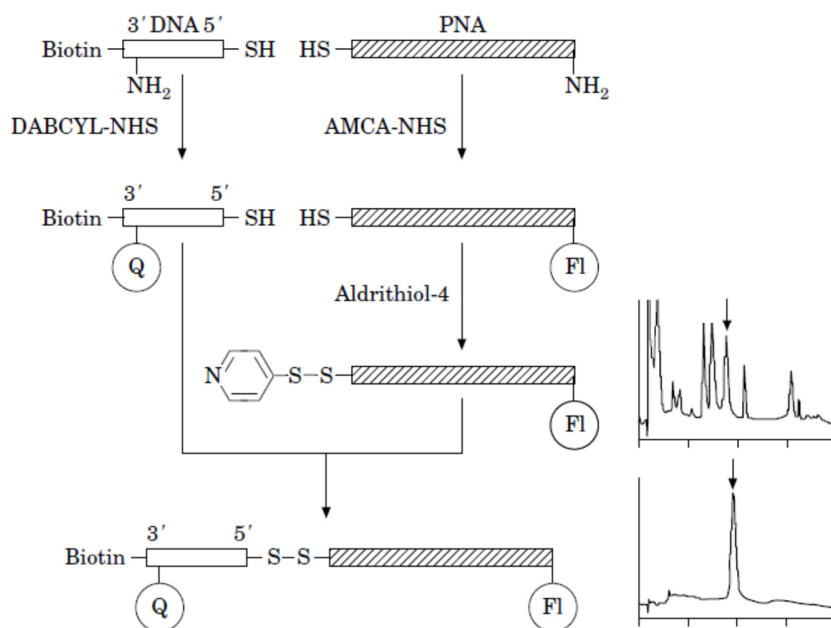 3′ DNA 5′ PNA
Biotin SH HS
NH2 NH2
DABCYL-NHS AMCA-NHS
3′ 5′
Biotin SH HS
Q Fl
Aldrithiol-4
N S S
Fl
3′ 5′
Biotin S S
Q Fl